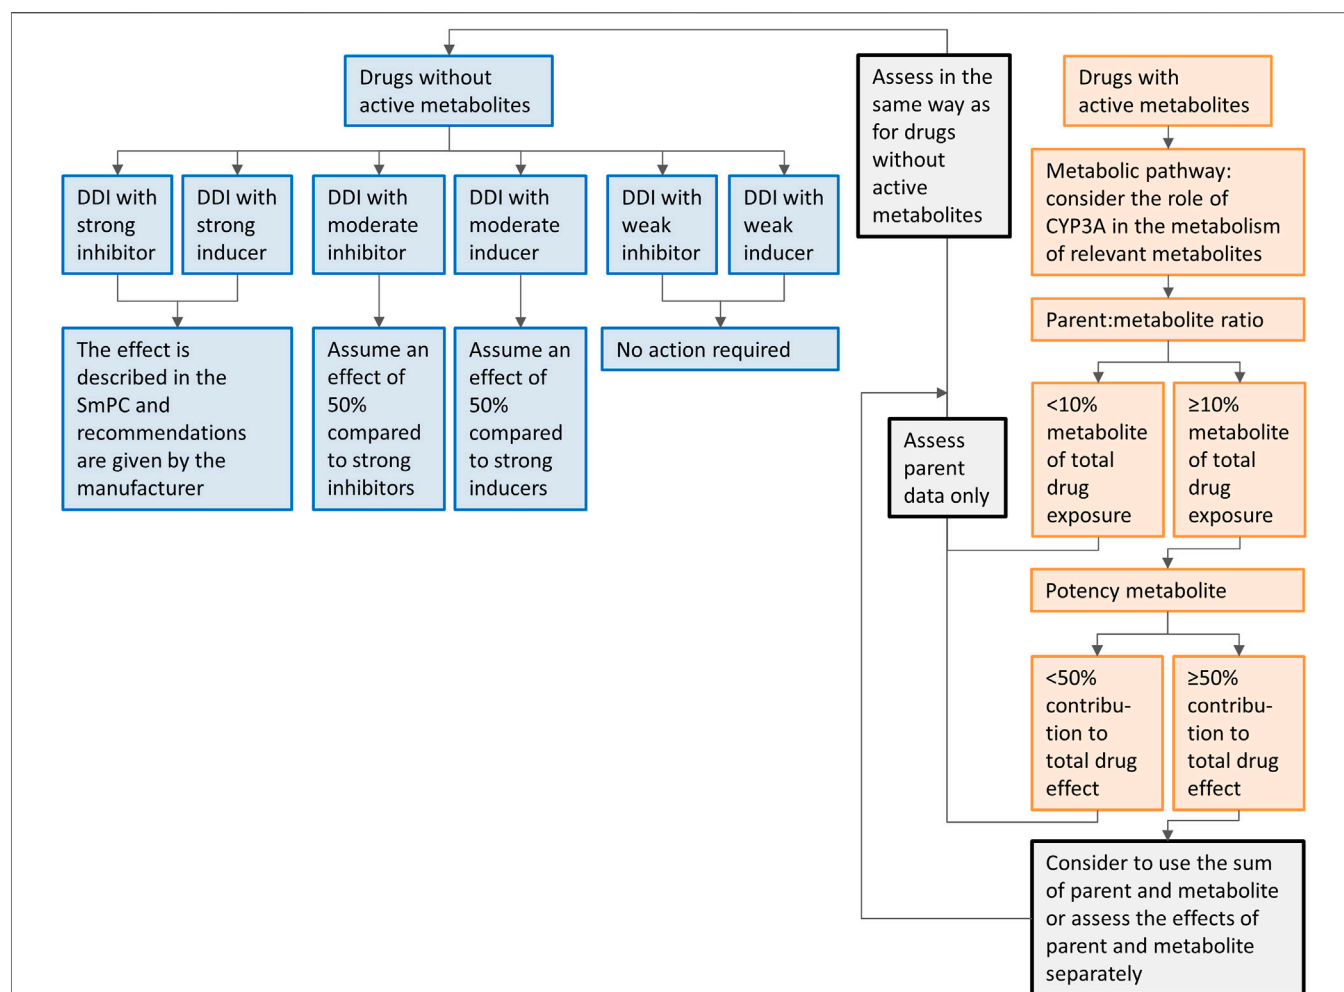 Drugs without
active metabolites
DDI with
strong
inhibitor
DDI with
strong
inducer
DDI with
moderate
inhibitor
DDI with
moderate
inducer
DDI with
weak
inhibitor
DDI with
weak
inducer
The effect is
described in the
SmPC and
recommendations
are given by the
manufacturer
Assume an
effect of
50%
compared
to strong
inhibitors
Assume an
effect of
50%
compared
to strong
inducers
No action required
Assess in the
same way as
for drugs
without
active
metabolites
Assess
parent
data only
Drugs with
active metabolites
Metabolic pathway:
consider the role of
CYP3A in the metabolism
of relevant metabolites
Parent:metabolite ratio
<10%
metabolite
of total
drug
exposure
≥10%
metabolite
of total
drug
exposure
Potency metabolite
<50%
contribu-
tion to
total drug
effect
≥50%
contribu-
tion to
total drug
effect
Consider to use the sum
of parent and metabolite
or assess the effects of
parent and metabolite
separately